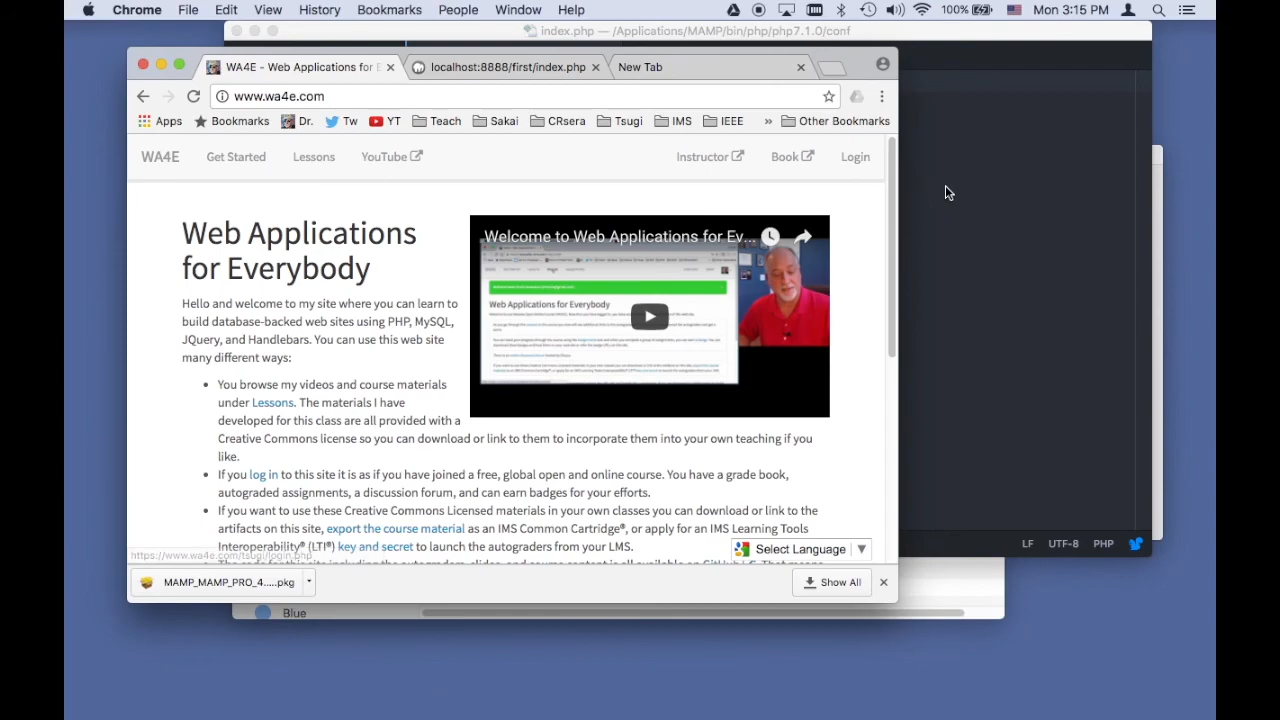 Chrome File Edit View History Bookmarks People Window Help 100% Mon 3:15 PM
index.php — /Applications/MAMP/bin/php/php7.1.0/conf
WA4E - Web Applications for E localhost:8888/first/index.php New Tab
www.wa4e.com
Apps Bookmarks Dr. Tw YT Teach Sakai CRsera Tsugi IMS IEEE » Other Bookmarks
WA4E Get Started Lessons YouTube Instructor Book Login
Web Applications
for Everybody
Welcome to Web Applications for Ev...
Web Applications for Everybody
Hello and welcome to my site where you can learn to
build database-backed web sites using PHP, MySQL,
JQuery, and Handlebars. You can use this web site
many different ways:
• You browse my videos and course materials
under Lessons. The materials I have
developed for this class are all provided with a
Creative Commons license so you can download or link to them to incorporate them into your own teaching if you
like.
• If you log in to this site it is as if you have joined a free, global open and online course. You have a grade book,
autograded assignments, a discussion forum, and can earn badges for your efforts.
• If you want to use these Creative Commons Licensed materials in your own classes you can download or link to the
artifacts on this site, export the course material as an IMS Common Cartridge®, or apply for an IMS Learning Tools
Interoperability® (LTI®) key and secret to launch the autograders from your LMS.
Select Language ▼
https://www.wa4e.com/tsugi/login.php
LF UTF-8 PHP
MAMP_MAMP_PRO_4.....pkg Show All
Blue